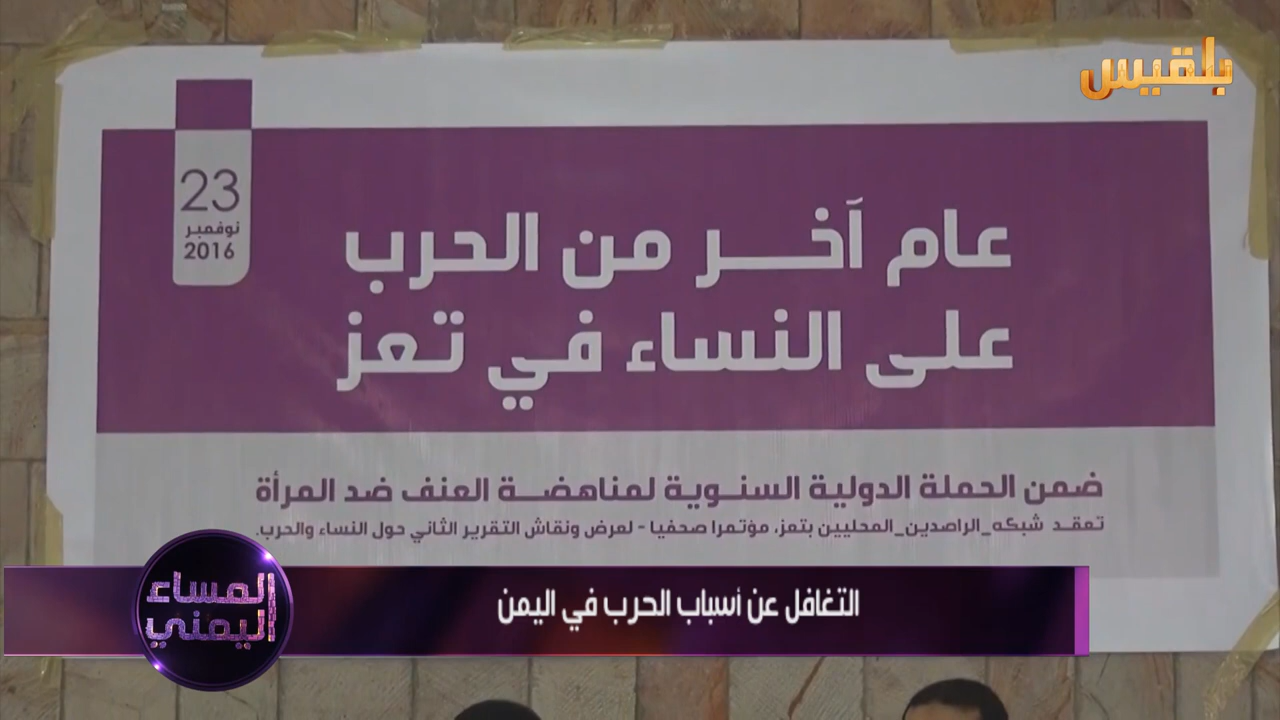 بلقيس
23
نوفمبر
2016
عام آخر من الحرب
على النساء في تعز
ضمن الحملة الدولية السنوية لمناهضة العنف ضد المرأة
تعقد شبكه_الراصدين_المحليين بتعز، مؤتمرا صحفيا - لعرض ونقاش التقرير الثاني حول النساء والحرب.
التغافل عن أسباب الحرب في اليمن
المساء
اليمني